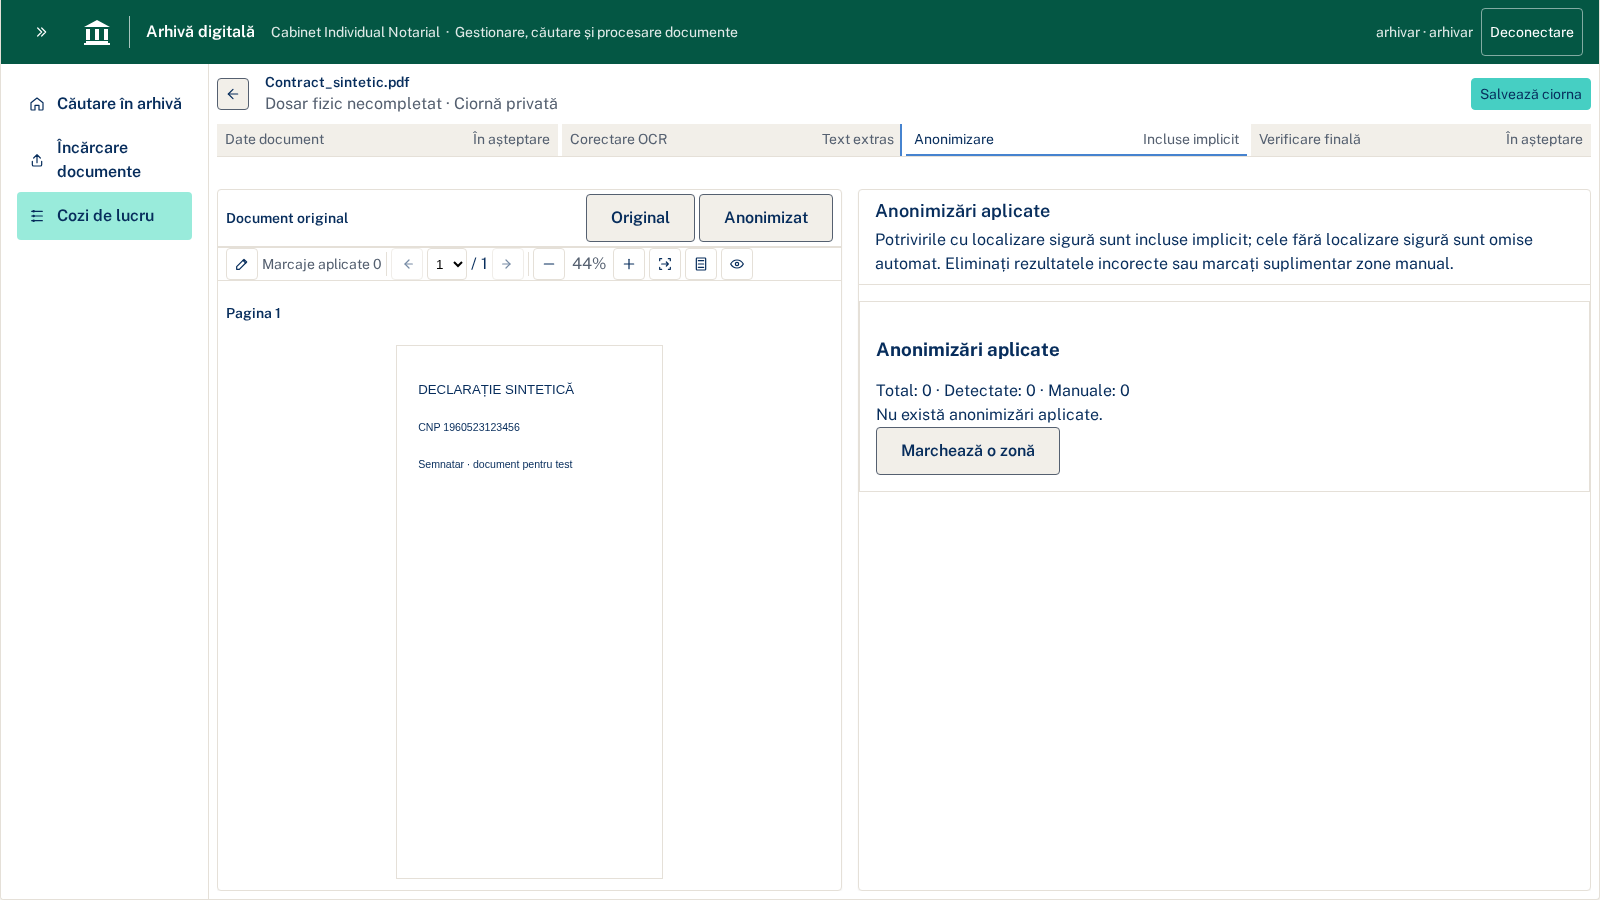 Arhivă digitală
Cabinet Individual Notarial · Gestionare, căutare și procesare documente
arhivar · arhivar
Deconectare
Căutare în arhivă
Încărcare
documente
Cozi de lucru
Contract_sintetic.pdf
Dosar fizic necompletat · Ciornă privată
Salvează ciorna
Date document
În așteptare
Corectare OCR
Text extras
Anonimizare
Incluse implicit
Verificare finală
În așteptare
Document original
Original
Anonimizat
Marcaje aplicate 0
1
/ 1
44%
Pagina 1
DECLARAȚIE SINTETICĂ
CNP 1960523123456
Semnatar · document pentru test
Anonimizări aplicate
Potrivirile cu localizare sigură sunt incluse implicit; cele fără localizare sigură sunt omise
automat. Eliminați rezultatele incorecte sau marcați suplimentar zone manual.
Anonimizări aplicate
Total: 0 · Detectate: 0 · Manuale: 0
Nu există anonimizări aplicate.
Marchează o zonă